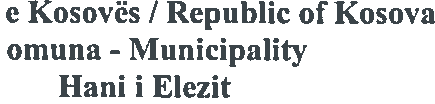 e Kosovës / Republic of Kosova
omuna - Municipality
Hani i Elezit